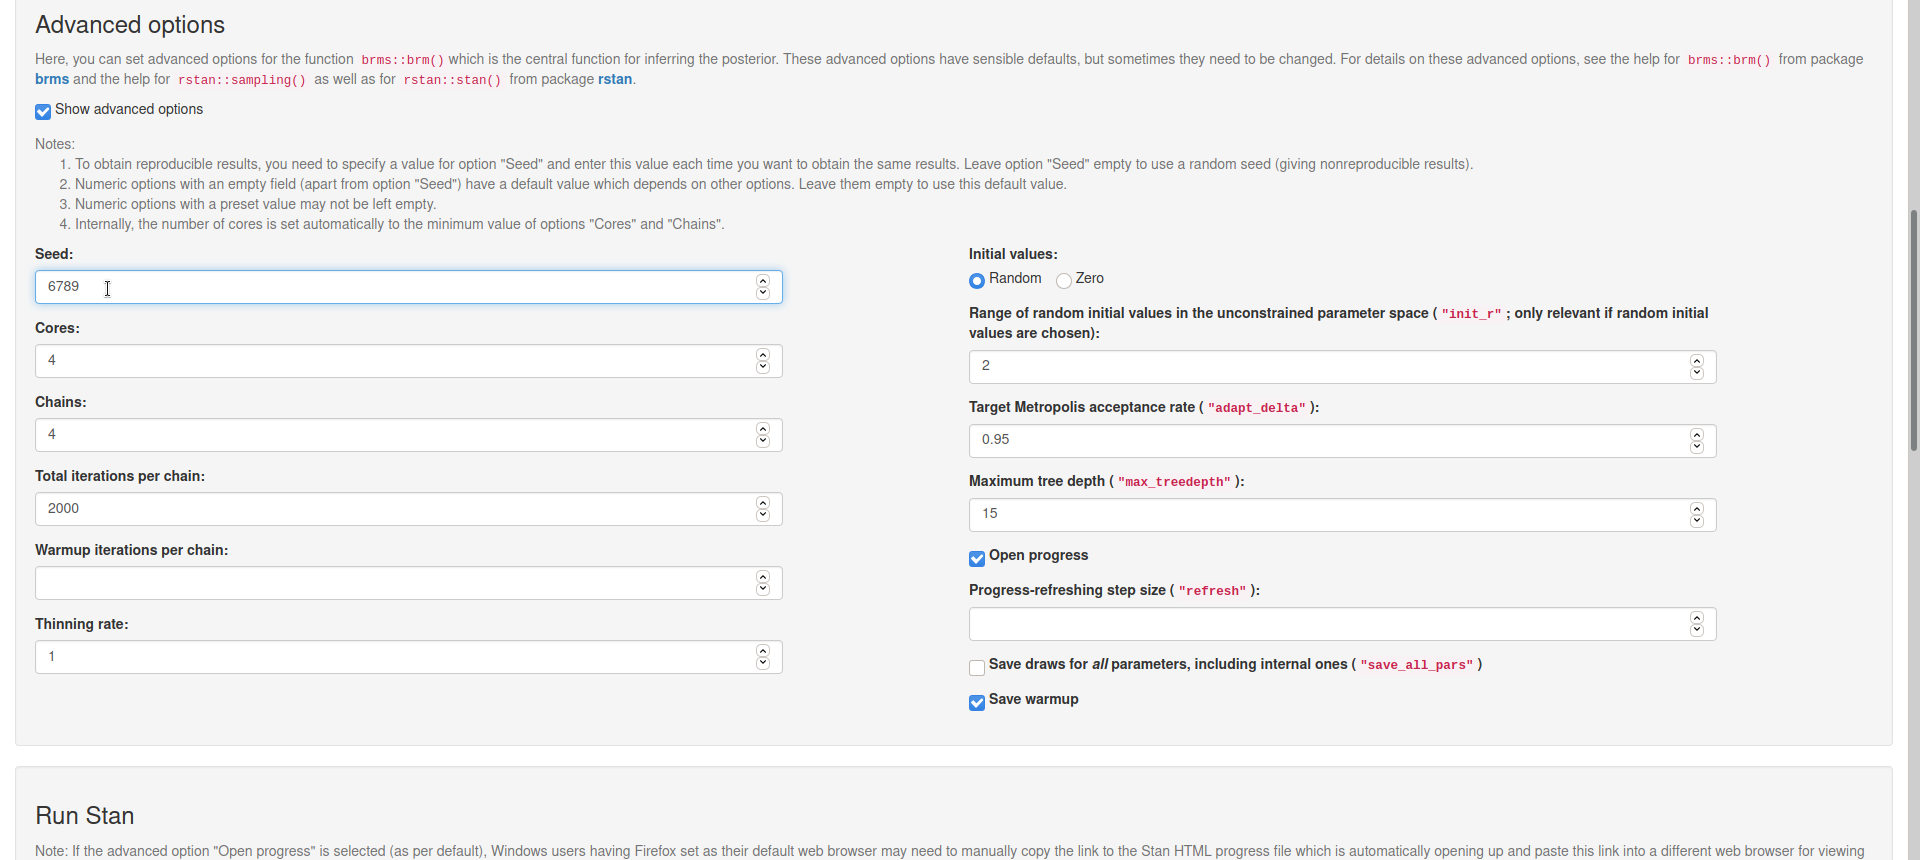 Advanced options
Here, you can set advanced options for the function brms::brm() which is the central function for inferring the posterior. These advanced options have sensible defaults, but sometimes they need to be changed. For details on these advanced options, see the help for brms::brm() from package
brms and the help for rstan::sampling() as well as for rstan::stan() from package rstan.
Show advanced options
Notes:
1. To obtain reproducible results, you need to specify a value for option "Seed" and enter this value each time you want to obtain the same results. Leave option "Seed" empty to use a random seed (giving nonreproducible results).
2. Numeric options with an empty field (apart from option "Seed") have a default value which depends on other options. Leave them empty to use this default value.
3. Numeric options with a preset value may not be left empty.
4. Internally, the number of cores is set automatically to the minimum value of options "Cores" and "Chains".
Seed:
6789
Cores:
4
Chains:
4
Total iterations per chain:
2000
Warmup iterations per chain:
Thinning rate:
1
Initial values:
Random Zero
Range of random initial values in the unconstrained parameter space ( "init_r" ; only relevant if random initial
values are chosen):
2
Target Metropolis acceptance rate ( "adapt_delta" ):
0.95
Maximum tree depth ( "max_treedepth" ):
15
Open progress
Progress-refreshing step size ( "refresh" ):
Save draws for all parameters, including internal ones ( "save_all_pars" )
Save warmup
Run Stan
Note: If the advanced option "Open progress" is selected (as per default), Windows users having Firefox set as their default web browser may need to manually copy the link to the Stan HTML progress file which is automatically opening up and paste this link into a different web browser for viewing